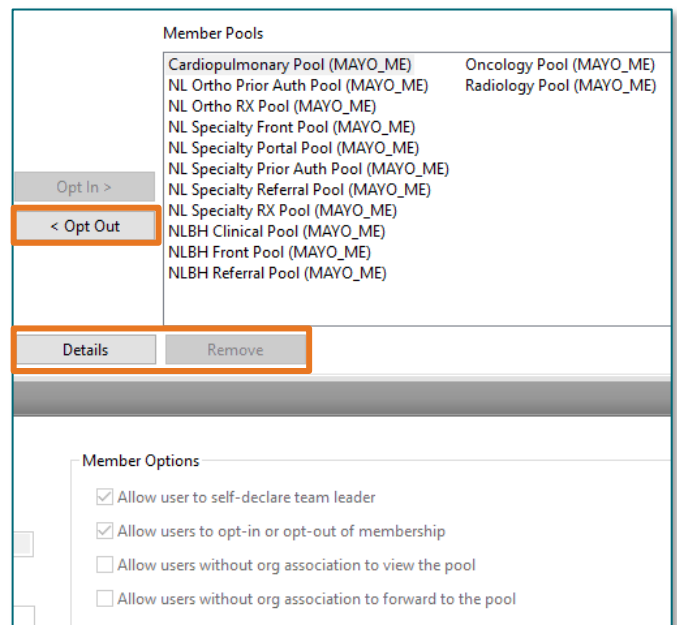 Member Pools
Cardiopulmonary Pool (MAYO_ME) Oncology Pool (MAYO_ME)
NL Ortho Prior Auth Pool (MAYO_ME) Radiology Pool (MAYO_ME)
NL Ortho RX Pool (MAYO_ME)
NL Specialty Front Pool (MAYO_ME)
NL Specialty Portal Pool (MAYO_ME)
NL Specialty Prior Auth Pool (MAYO_ME)
NL Specialty Referral Pool (MAYO_ME)
NL Specialty RX Pool (MAYO_ME)
NLBH Clinical Pool (MAYO_ME)
NLBH Front Pool (MAYO_ME)
NLBH Referral Pool (MAYO_ME)
Opt In >
< Opt Out
Details Remove
Member Options
Allow user to self-declare team leader
Allow users to opt-in or opt-out of membership
Allow users without org association to view the pool
Allow users without org association to forward to the pool